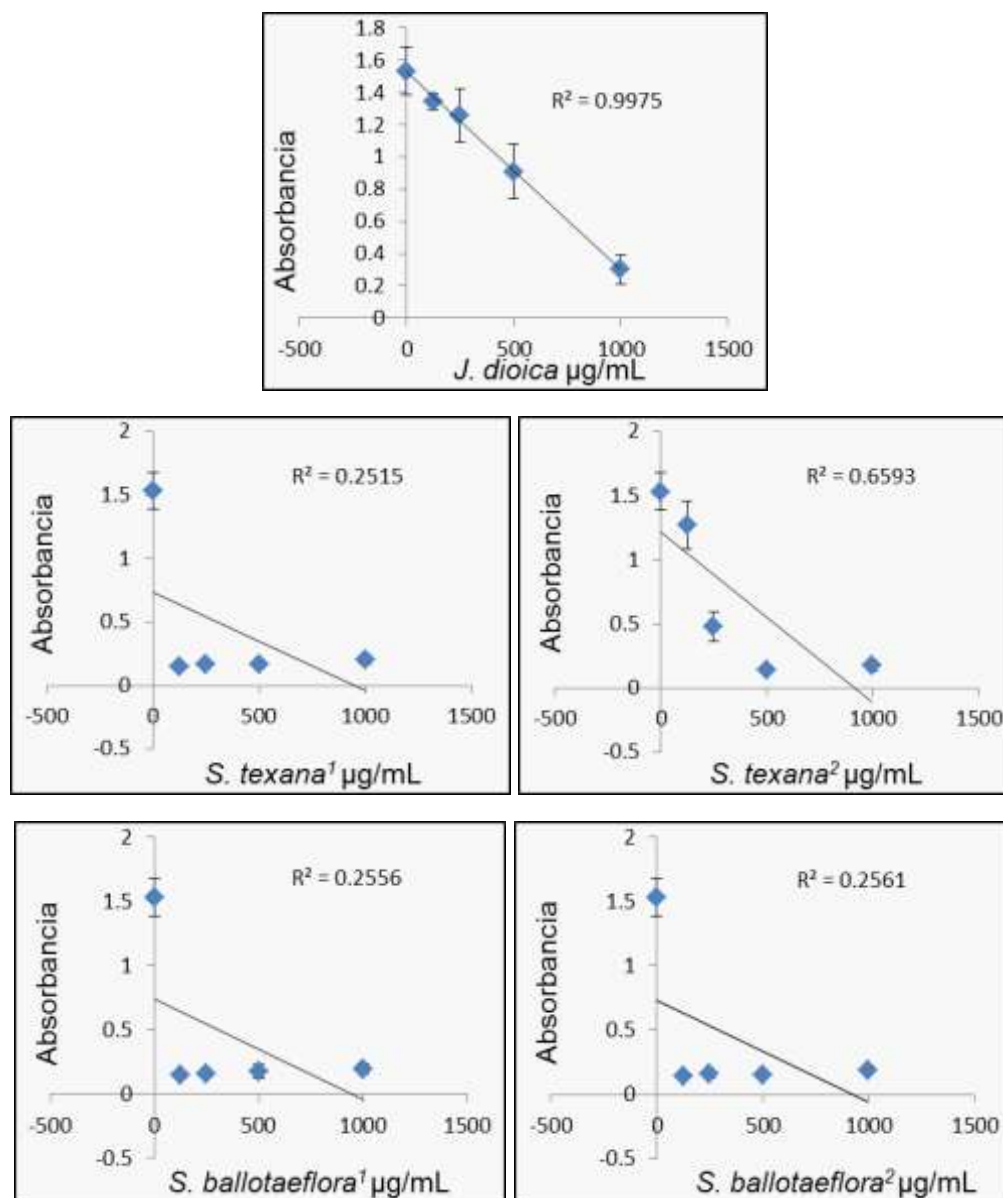 1.8
1.6
1.4
1.2
1
0.8
0.6
0.4
0.2
0
Absorbancia
R² = 0.9975
-500 0 500 1000 1500
J. dioica µg/mL
2
1.5
1
0.5
0
-0.5
Absorbancia
R² = 0.2515
-500 0 500 1000 1500
S. texana¹ µg/mL
2
1.5
1
0.5
0
-0.5
Absorbancia
R² = 0.6593
-500 0 500 1000 1500
S. texana² µg/mL
2
1.5
1
0.5
0
-0.5
Absorbancia
R² = 0.2556
-500 0 500 1000 1500
S. ballotaeflora¹ µg/mL
2
1.5
1
0.5
0
-0.5
Absorbancia
R² = 0.2561
-500 0 500 1000 1500
S. ballotaeflora² µg/mL